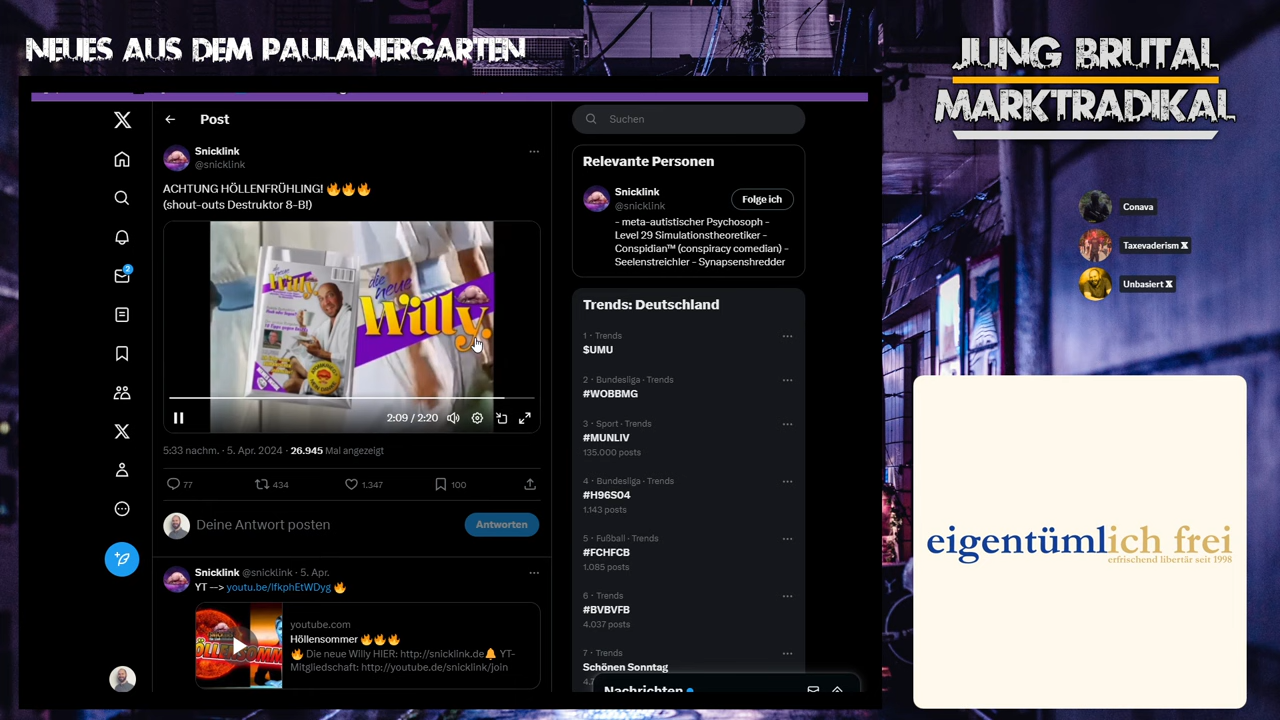 NEUES AUS DEM PAULANERGARTEN
JUNG BRUTAL
MARKTRADIKAL
Conava
Taxevaderism X
Unbasiert X
eigentümlich frei
erfrischend libertär seit 1998
Post
Snicklink
@snicklink
ACHTUNG HÖLLENFRÜHLING! 🔥🔥🔥
(shout-outs Destruktor 8-B!)
die neue
Willy
die neue
Willy
2:09 / 2:20
5:33 nachm. · 5. Apr. 2024 · 26.945 Mal angezeigt
77
434
1.347
100
Deine Antwort posten
Antworten
Snicklink @snicklink · 5. Apr.
YT --> youtu.be/lfkphEtWDyg 🔥
youtube.com
Höllensommer 🔥🔥🔥
🔥 Die neue Willy HIER: http://snicklink.de🔔 YT-
Mitgliedschaft: http://youtube.de/snicklink/join
2
Suchen
Relevante Personen
Snicklink
@snicklink
Folge ich
- meta-autistischer Psychosoph -
Level 29 Simulationstheoretiker -
Conspidian™ (conspiracy comedian) -
Seelenstreichler - Synapsenshredder
Trends: Deutschland
1 · Trends
$UMU
2 · Bundesliga · Trends
#WOBBMG
3 · Sport · Trends
#MUNLIV
135.000 posts
4 · Bundesliga · Trends
#H96S04
1.143 posts
5 · Fußball · Trends
#FCHFCB
1.085 posts
6 · Trends
#BVBVFB
4.037 posts
7 · Trends
Schönen Sonntag
Nachrichten